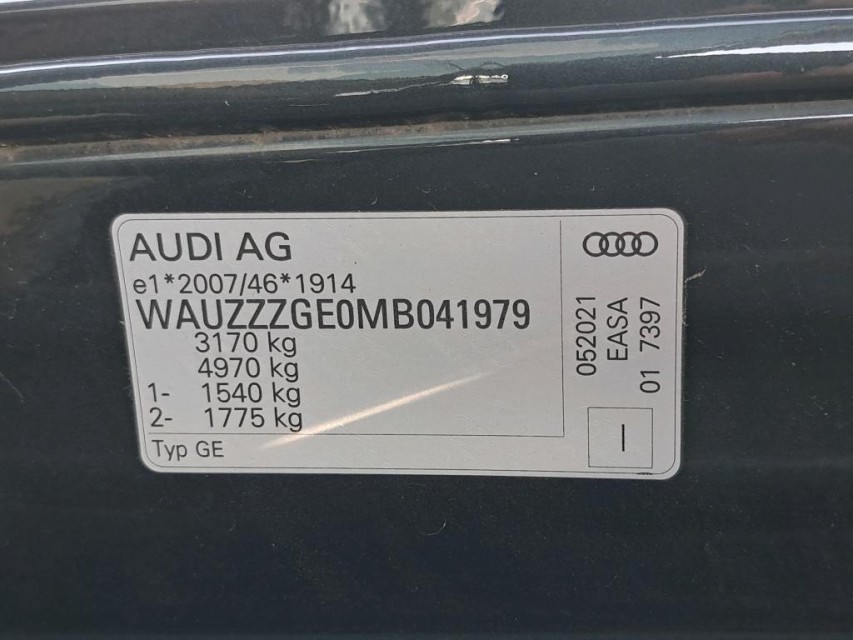 AUDI AG
e1*2007/46*1914
WAUZZZGE0MB041979
3170 kg
4970 kg
1- 1540 kg
2- 1775 kg
Typ GE
052021
EASA
01 7397
I